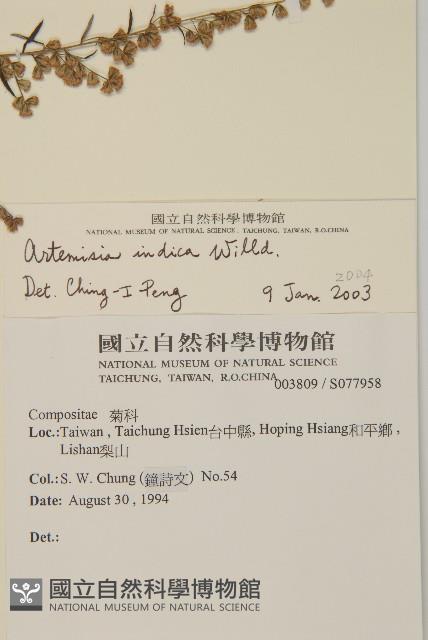 國立自然科學博物館
NATIONAL MUSEUM OF NATURAL SCIENCE, TAICHUNG, TAIWAN, R.O.CHINA
Artemisia indica Willd.
2004
Det. Ching-I Peng 9 Jan. 2003
國立自然科學博物館
NATIONAL MUSEUM OF NATURAL SCIENCE
TAICHUNG, TAIWAN, R.O.CHINA
003809 / S077958
Compositae 菊科
Loc.: Taiwan, Taichung Hsien台中縣, Hoping Hsiang和平鄉,
Lishan梨山
Col.: S. W. Chung (鐘詩文) No.54
Date: August 30, 1994
Det.:
國立自然科學博物館
NATIONAL MUSEUM OF NATURAL SCIENCE